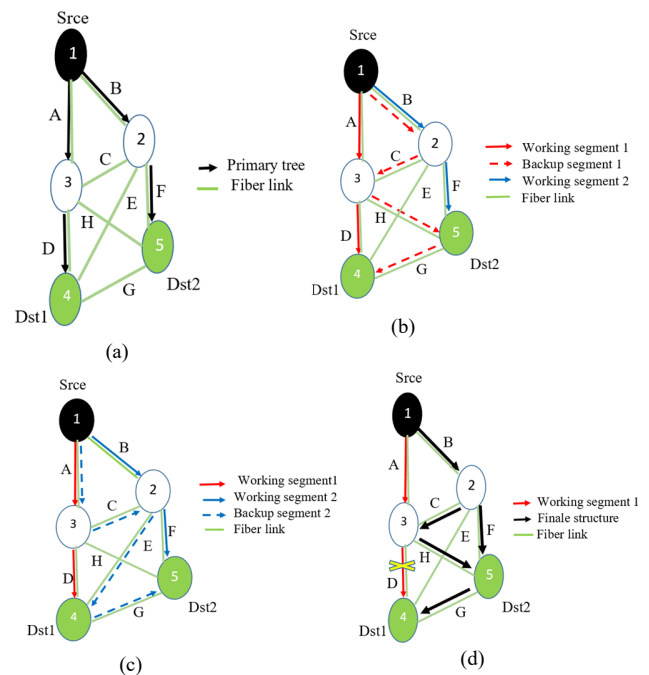 Srce
1
B
A
2
C
3
Primary tree
Fiber link
E
F
H
D
5
4
G
Dst2
Dst1
(a)
Srce
1
B
A
2
C
3
E
F
H
D
5
4
G
Dst2
Dst1
Working segment 1
Backup segment 1
Working segment 2
Fiber link
(b)
Srce
1
B
A
C
2
3
F
E
H
D
5
4
G
Dst2
Dst1
Working segment1
Working segment 2
Backup segment 2
Fiber link
(c)
Srce
1
B
A
2
C
3
E
F
H
D
5
4
G
Dst2
Dst1
Working segment 1
Finale structure
Fiber link
(d)